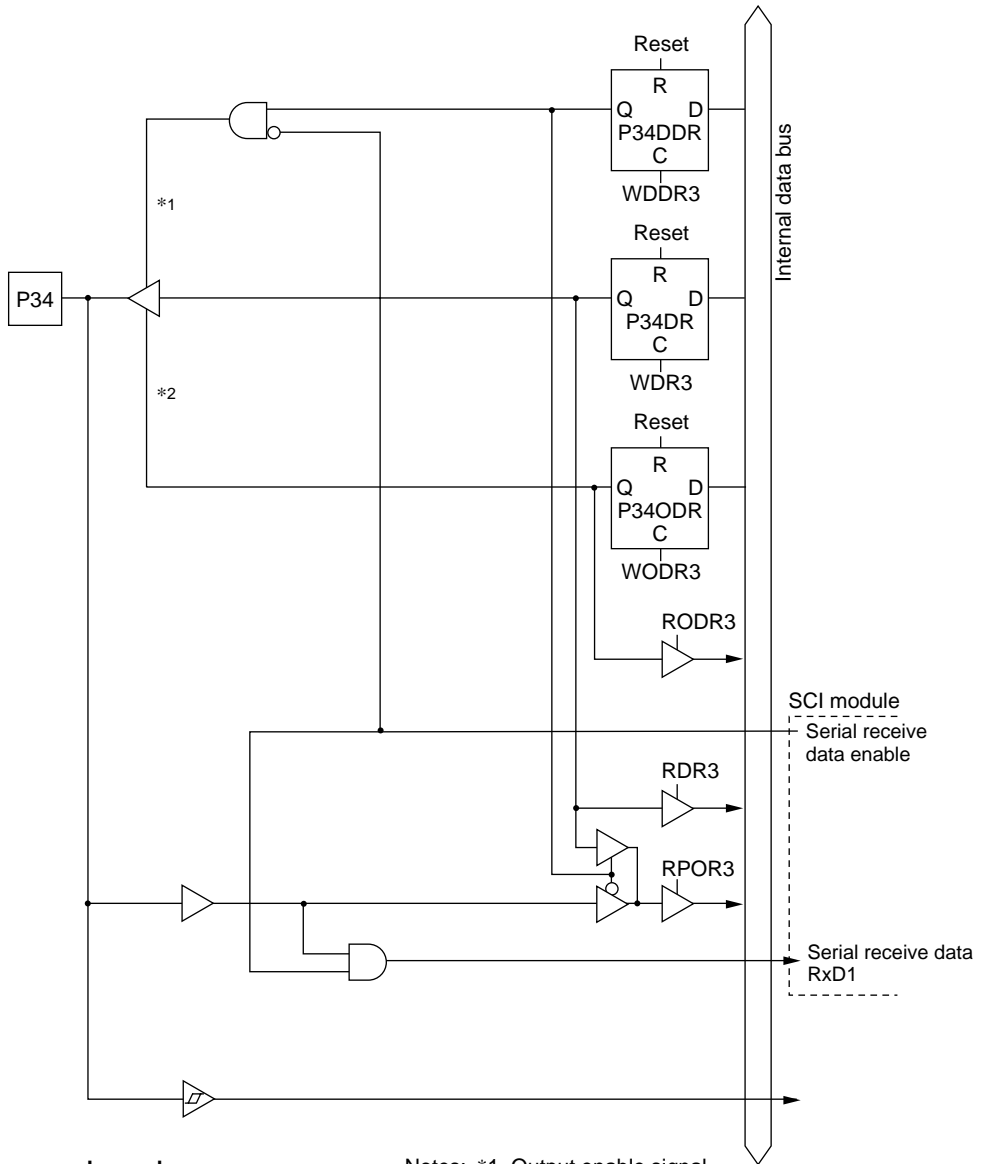 Reset
R
Q D
P34DDR
C
WDDR3
Internal data bus
*1
Reset
R
P34
Q D
P34DR
C
WDR3
*2
Reset
R
Q D
P34ODR
C
WODR3
RODR3
SCI module
Serial receive
data enable
RDR3
RPOR3
Serial receive data
RxD1
Notes: *1 Output enable signal